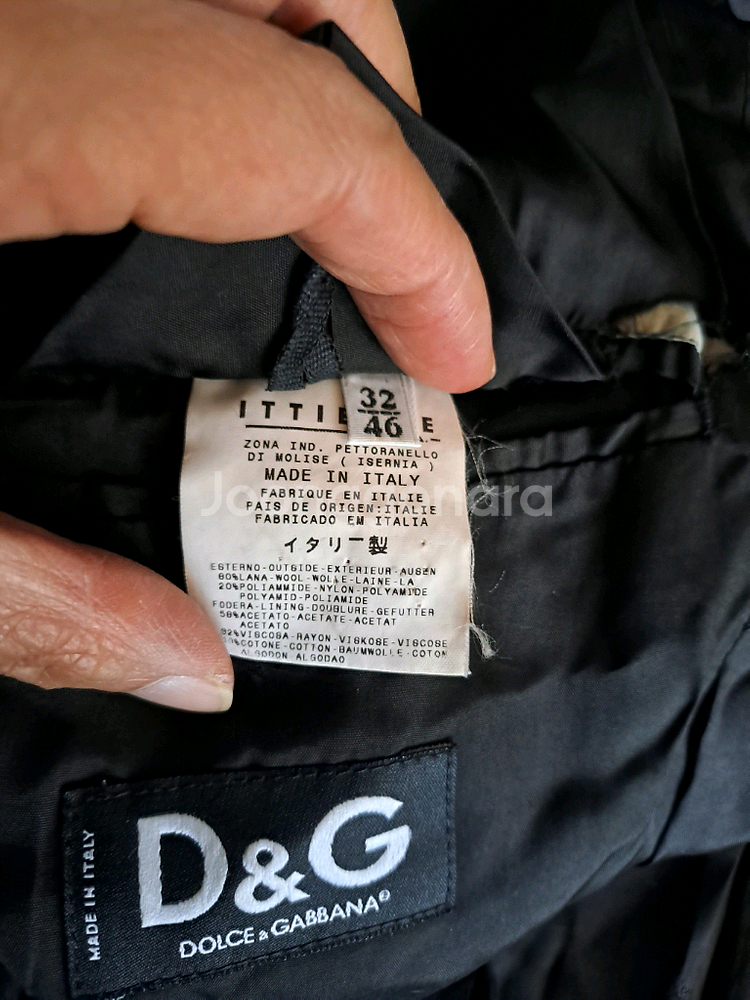 32
46
ITTIE E
ZONA IND. PETTORANELLO
DI MOLISE ( ISERNIA )
MADE IN ITALY
FABRIQUE EN ITALIE
PAIS DE ORIGEN:ITALIE
FABRICADO EM ITALIA
イタリー製
ESTERNO-OUTSIDE-EXTERIEUR-AUSEN
80%LANA-WOOL-WOLLE-LAINE-LA
20%POLIAMMIDE-NYLON-POLYAMIDE
POLYAMID-POLIAMIDE
FODERA-LINING-DOUBLURE-GEFUTTER
58%ACETATO-ACETATE-ACETAT
ACETATO
32%VISCOSA-RAYON-VISKOSE-VISCOSE
10%COTONE-COTTON-BAUMWOLLE-COTON
ALGODON ALGODAO
MADE IN ITALY
D&G
DOLCE & GABBANA